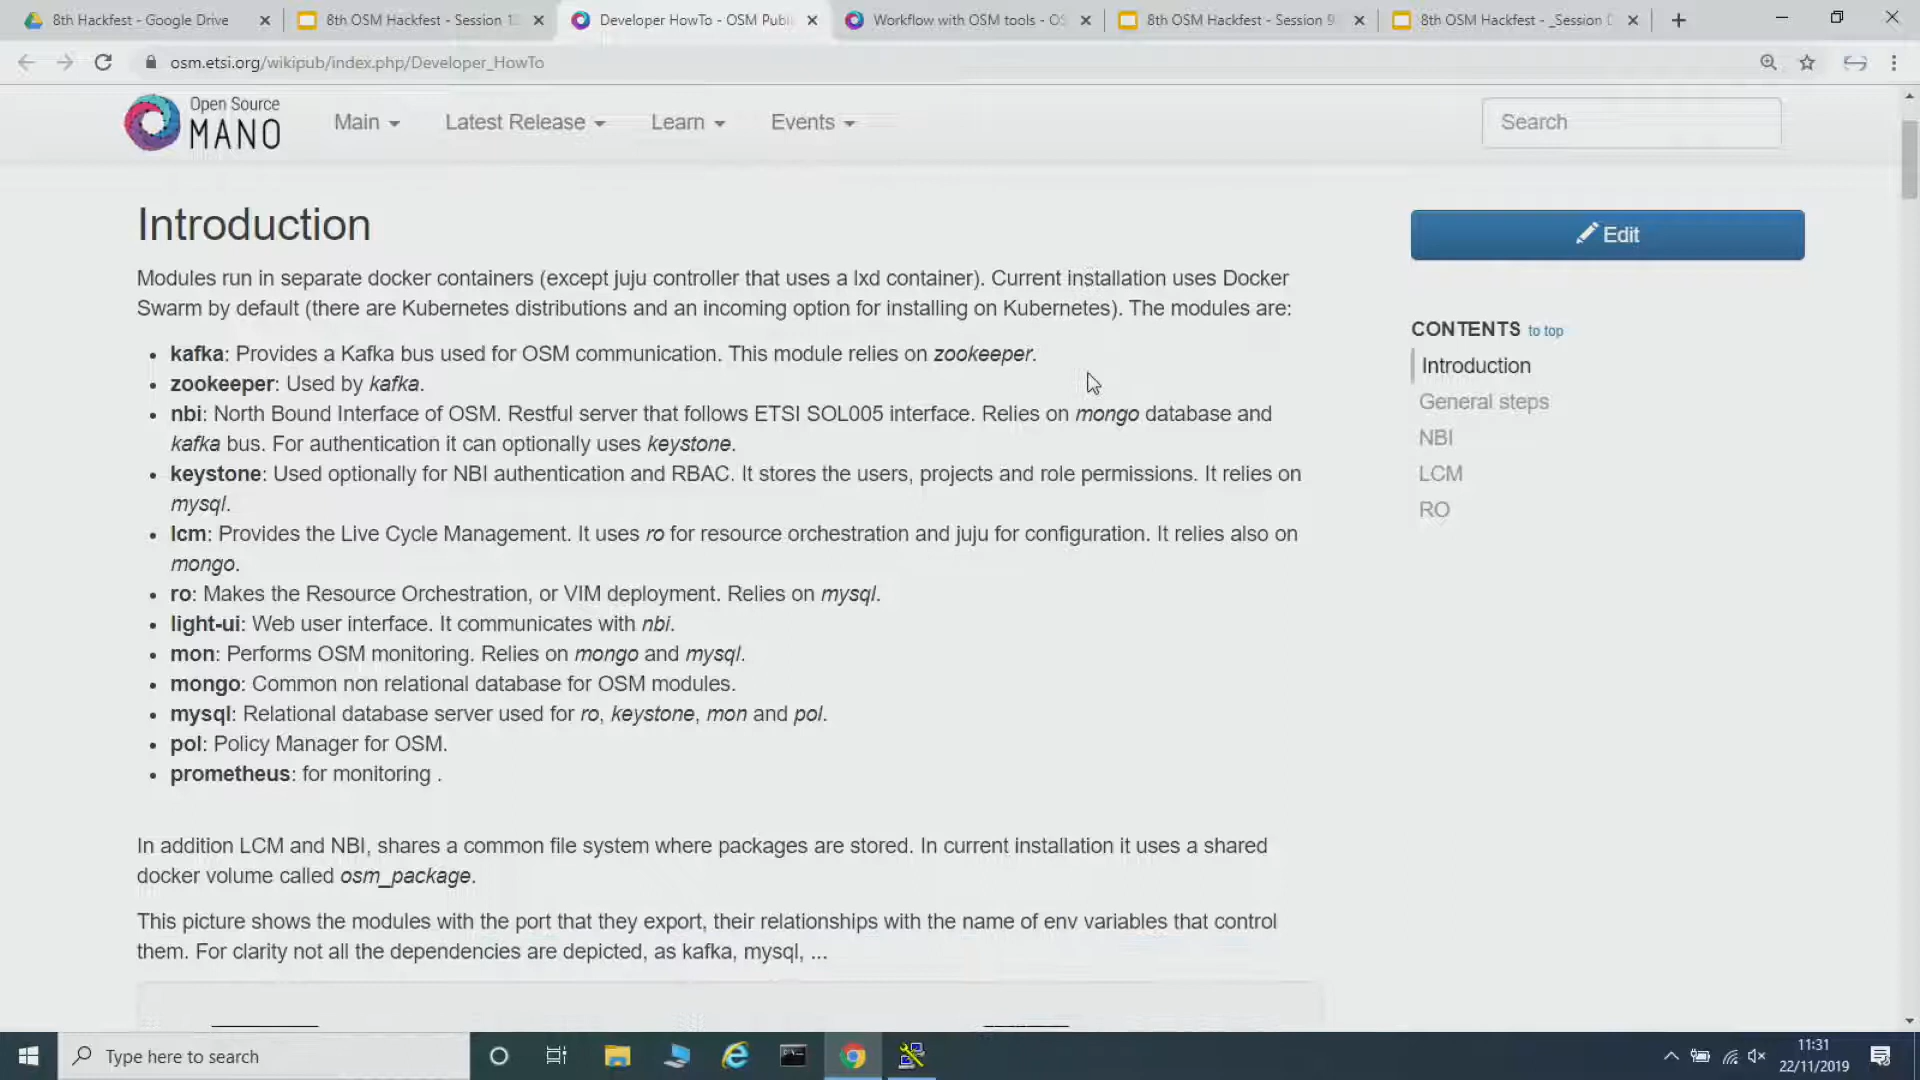 8th Hackfest - Google Drive
8th OSM Hackfest - Session 1
Developer HowTo - OSM Publi
Workflow with OSM tools - OS
8th OSM Hackfest - Session 9
8th OSM Hackfest - _Session
osm.etsi.org/wikipub/index.php/Developer_HowTo
Open Source
MANO
Main
Latest Release
Learn
Events
Search
Introduction
Edit
Modules run in separate docker containers (except juju controller that uses a lxd container). Current installation uses Docker
Swarm by default (there are Kubernetes distributions and an incoming option for installing on Kubernetes). The modules are:
CONTENTS to top
Introduction
General steps
NBI
LCM
RO
• kafka: Provides a Kafka bus used for OSM communication. This module relies on zookeeper.
• zookeeper: Used by kafka.
• nbi: North Bound Interface of OSM. Restful server that follows ETSI SOL005 interface. Relies on mongo database and
kafka bus. For authentication it can optionally uses keystone.
• keystone: Used optionally for NBI authentication and RBAC. It stores the users, projects and role permissions. It relies on
mysql.
• lcm: Provides the Live Cycle Management. It uses ro for resource orchestration and juju for configuration. It relies also on
mongo.
• ro: Makes the Resource Orchestration, or VIM deployment. Relies on mysql.
• light-ui: Web user interface. It communicates with nbi.
• mon: Performs OSM monitoring. Relies on mongo and mysql.
• mongo: Common non relational database for OSM modules.
• mysql: Relational database server used for ro, keystone, mon and pol.
• pol: Policy Manager for OSM.
• prometheus: for monitoring .
In addition LCM and NBI, shares a common file system where packages are stored. In current installation it uses a shared
docker volume called osm_package.
This picture shows the modules with the port that they export, their relationships with the name of env variables that control
them. For clarity not all the dependencies are depicted, as kafka, mysql, ...
Type here to search
11:31
22/11/2019